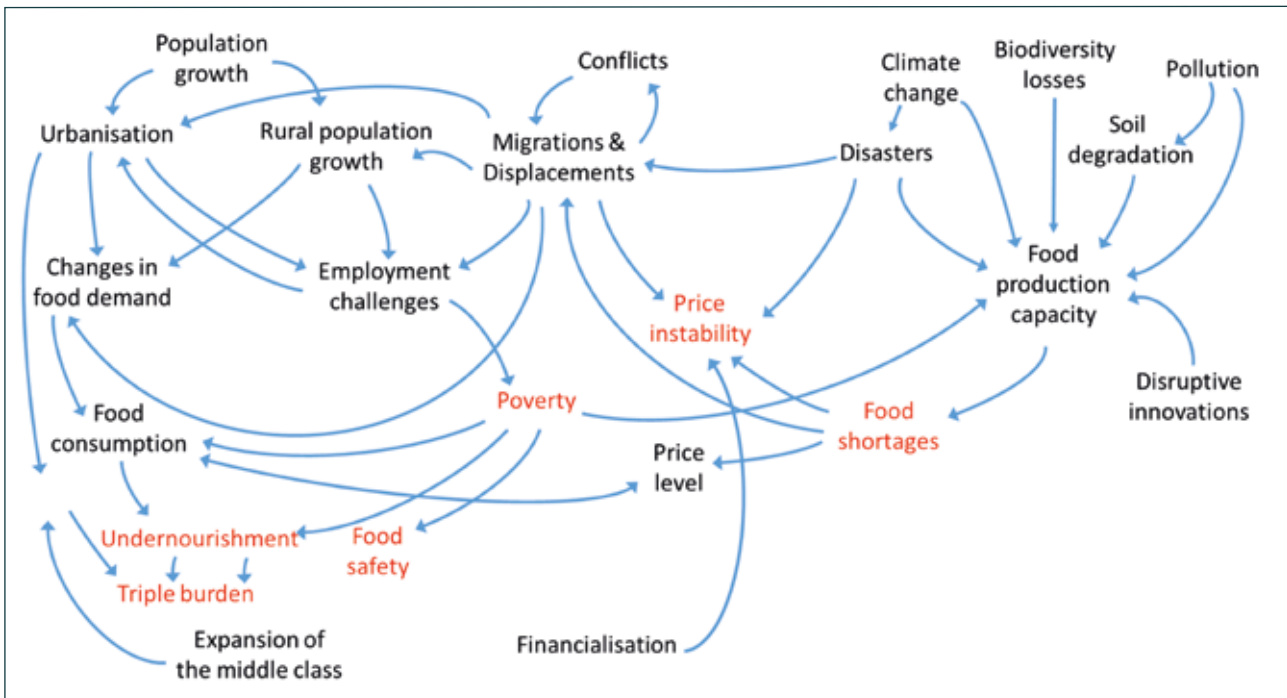 Population
growth
Conflicts
Climate
change
Biodiversity
losses
Pollution
Urbanisation
Rural population
growth
Migrations &
Displacements
Disasters
Soil
degradation
Changes in
food demand
Employment
challenges
Price
instability
Food
production
capacity
Food
consumption
Poverty
Price
level
Food
shortages
Disruptive
innovations
Undernourishment
Food
safety
Triple burden
Expansion of
the middle class
Financialisation